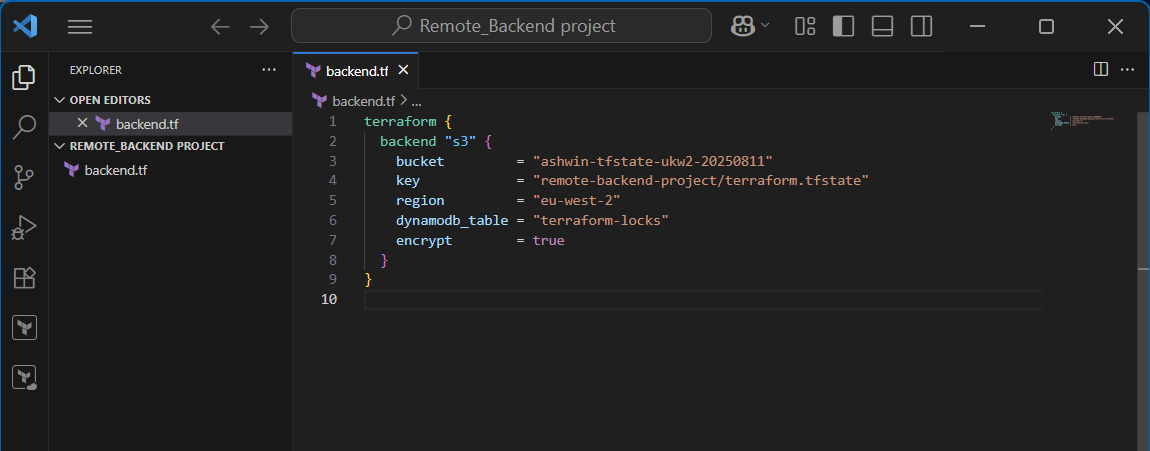 Remote_Backend project
EXPLORER
OPEN EDITORS
backend.tf
REMOTE_BACKEND PROJECT
backend.tf
backend.tf
backend.tf > ...
1 terraform {
2 backend "s3" {
3 bucket = "ashwin-tfstate-ukw2-20250811"
4 key = "remote-backend-project/terraform.tfstate"
5 region = "eu-west-2"
6 dynamodb_table = "terraform-locks"
7 encrypt = true
8 }
9 }
10